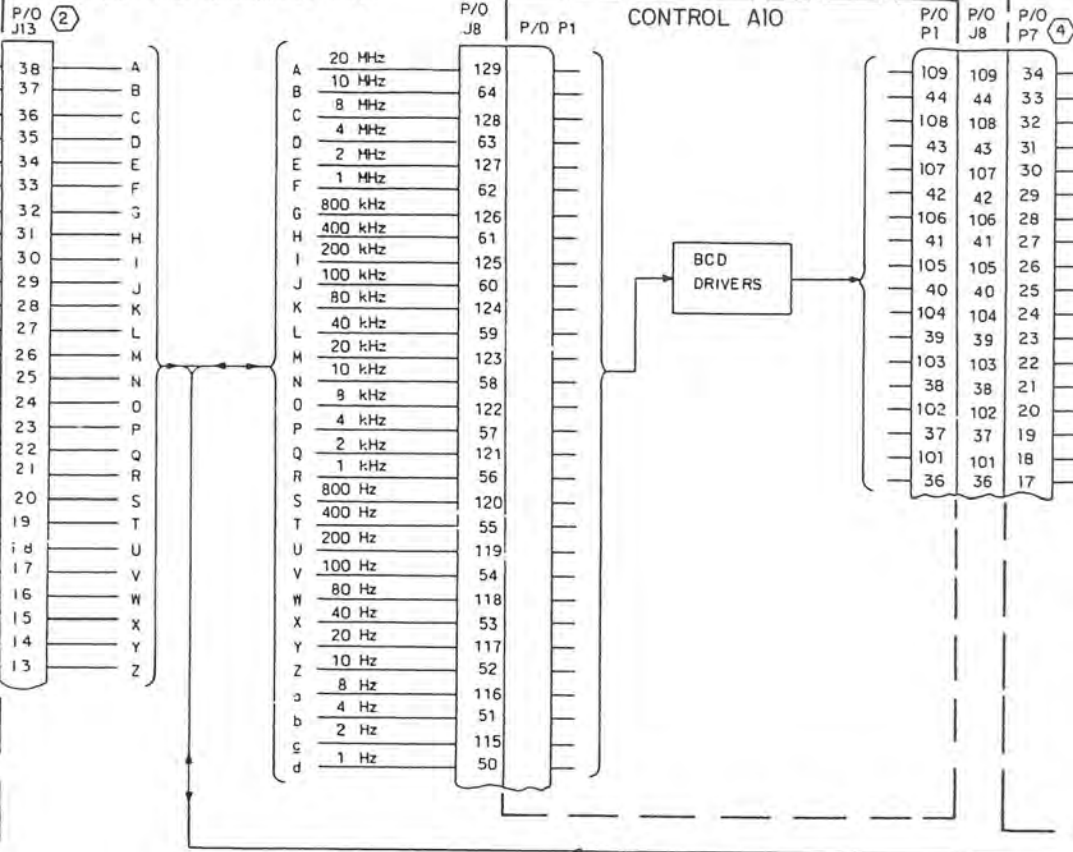 P/O
J13
2
P/O
J8
P/O P1
CONTROL A10
P/O
P1
P/O
J8
P/O
P7
4
38 A
37 B
36 C
35 D
34 E
33 F
32 G
31 H
30 I
29 J
28 K
27 L
26 M
25 N
24 O
23 P
22 Q
21 R
20 S
19 T
18 U
17 V
16 W
15 X
14 Y
13 Z
A 20 MHz 129
B 10 MHz 64
C 8 MHz 128
D 4 MHz 63
E 2 MHz 127
F 1 MHz 62
G 800 kHz 126
H 400 kHz 61
I 200 kHz 125
J 100 kHz 60
K 80 kHz 124
L 40 kHz 59
M 20 kHz 123
N 10 kHz 58
O 8 kHz 122
P 4 kHz 57
Q 2 kHz 121
R 1 kHz 56
S 800 Hz 120
T 400 Hz 55
U 200 Hz 119
V 100 Hz 54
W 80 Hz 118
X 40 Hz 53
Y 20 Hz 117
Z 10 Hz 52
a 8 Hz 116
b 4 Hz 51
c 2 Hz 115
d 1 Hz 50
BCD
DRIVERS
109 109 34
44 44 33
108 108 32
43 43 31
107 107 30
42 42 29
106 106 28
41 41 27
105 105 26
40 40 25
104 104 24
39 39 23
103 103 22
38 38 21
102 102 20
37 37 19
101 101 18
36 36 17